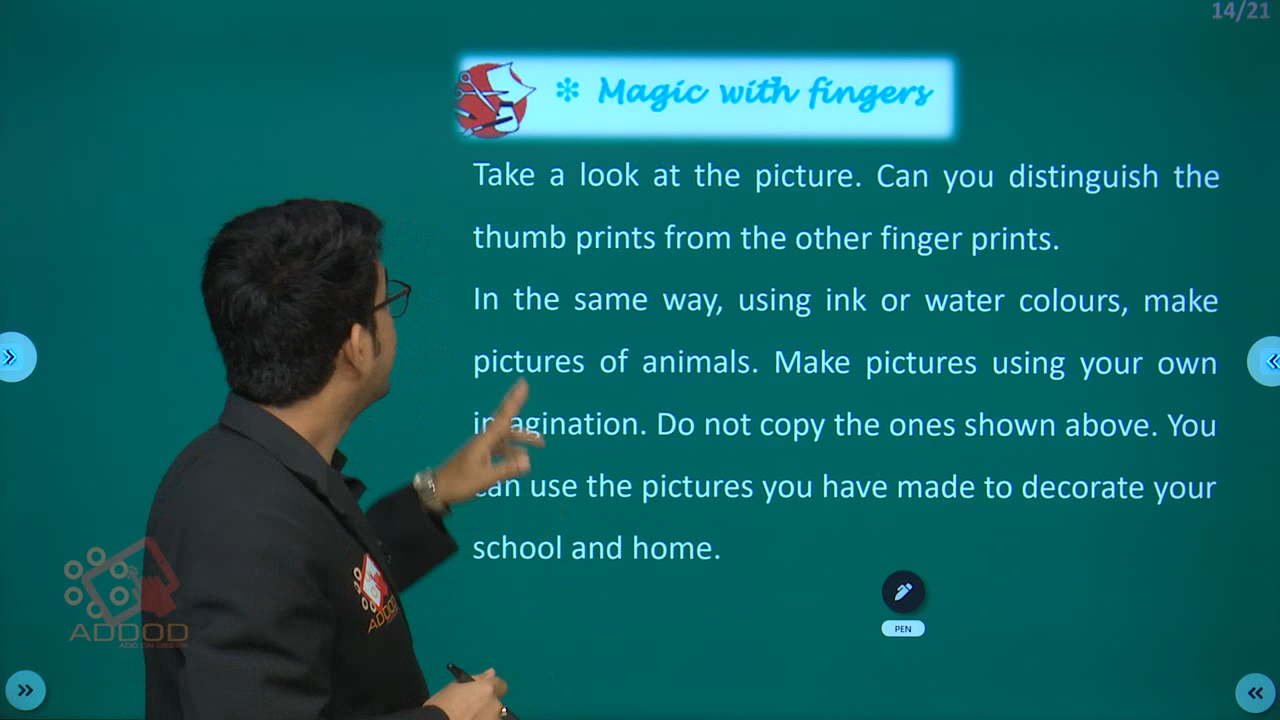 14/21
* Magic with fingers
Take a look at the picture. Can you distinguish the
thumb prints from the other finger prints.
In the same way, using ink or water colours, make
pictures of animals. Make pictures using your own
imagination. Do not copy the ones shown above. You
can use the pictures you have made to decorate your
school and home.
PEN
ADDOD